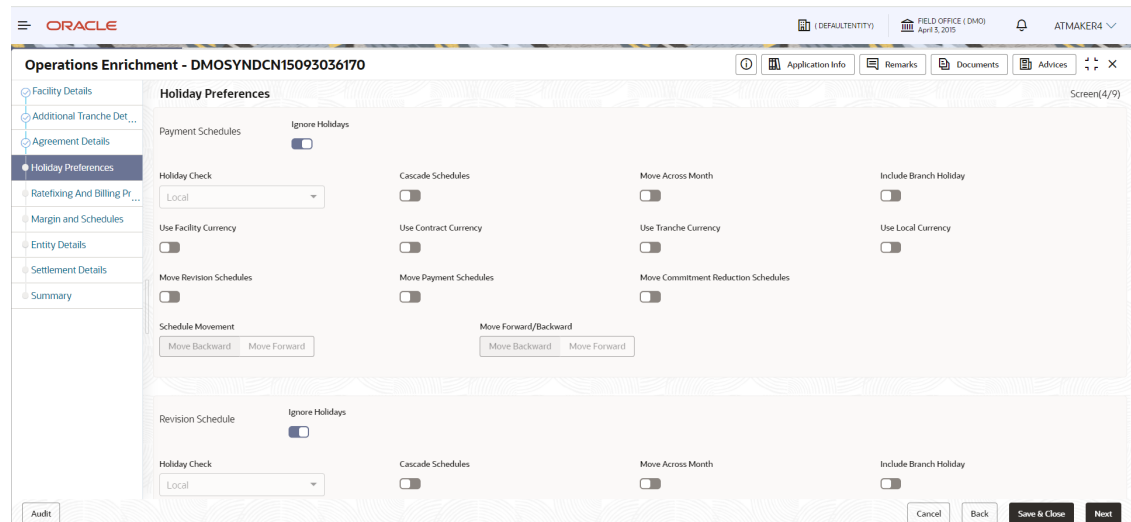 ORACLE
( DEFAULTENTITY)
FIELD OFFICE ( DMO)
April 3, 2015
ATMAKER4
Operations Enrichment - DMOSYNDCN15093036170
Application Info
Remarks
Documents
Advices
Facility Details
Additional Tranche Det...
Agreement Details
Holiday Preferences
Ratefixing And Billing Pr...
Margin and Schedules
Entity Details
Settlement Details
Summary
Holiday Preferences
Screen(4/9)
Payment Schedules
Ignore Holidays
Holiday Check
Cascade Schedules
Move Across Month
Include Branch Holiday
Local
Use Facility Currency
Use Contract Currency
Use Tranche Currency
Use Local Currency
Move Revision Schedules
Move Payment Schedules
Move Commitment Reduction Schedules
Schedule Movement
Move Forward/Backward
Move Backward Move Forward
Move Backward Move Forward
Revision Schedule
Ignore Holidays
Holiday Check
Cascade Schedules
Move Across Month
Include Branch Holiday
Local
Audit
Cancel
Back
Save & Close
Next